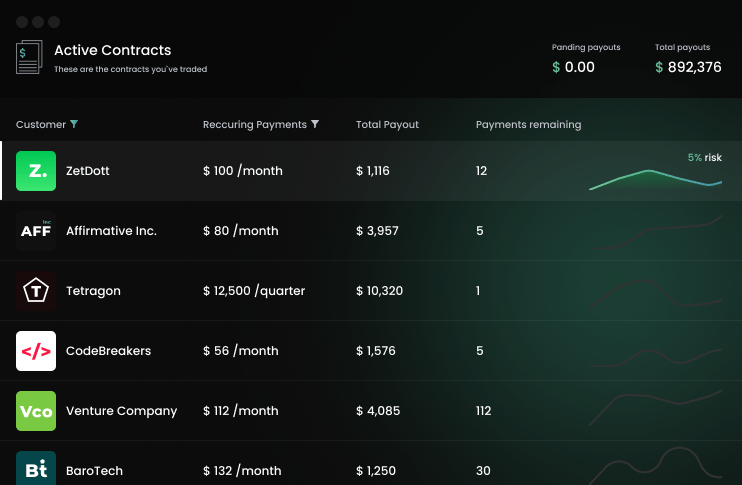 $
Active Contracts
These are the contracts you've traded
Panding payouts
$ 0.00
Total payouts
$ 892,376
Customer
Reccuring Payments
Total Payout
Payments remaining
Z.
ZetDott
$ 100 /month
$ 1,116
12
5% risk
Inc
AFF
Affirmative Inc.
$ 80 /month
$ 3,957
5
T
Tetragon
$ 12,500 /quarter
$ 10,320
1
</>
CodeBreakers
$ 56 /month
$ 1,576
5
Vco
Venture Company
$ 112 /month
$ 4,085
112
Bt
BaroTech
$ 132 /month
$ 1,250
30